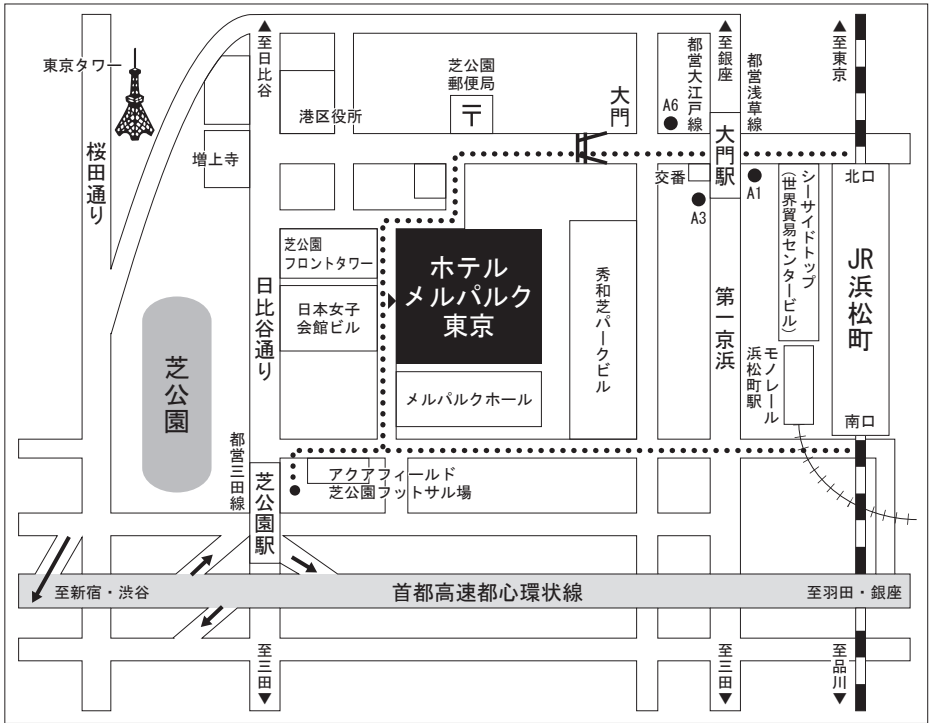 至日比谷
至銀座
至東京
東京タワー
都営大江戸線
都営浅草線
芝公園
郵便局
〒
大門
A6
港区役所
桜田通り
増上寺
大門駅
交番
A1
A3
北口
シーサイドトップ
(世界貿易センタービル)
JR浜松町
芝公園
フロントタワー
ホテル
メルパルク
東京
秀和芝パークビル
日比谷通り
日本女子
会館ビル
第一京浜
モノレール
浜松町駅
芝公園
メルパルクホール
南口
都営三田線
芝公園駅
アクアフィールド
芝公園フットサル場
至新宿・渋谷
首都高速都心環状線
至羽田・銀座
至三田
至三田
至品川